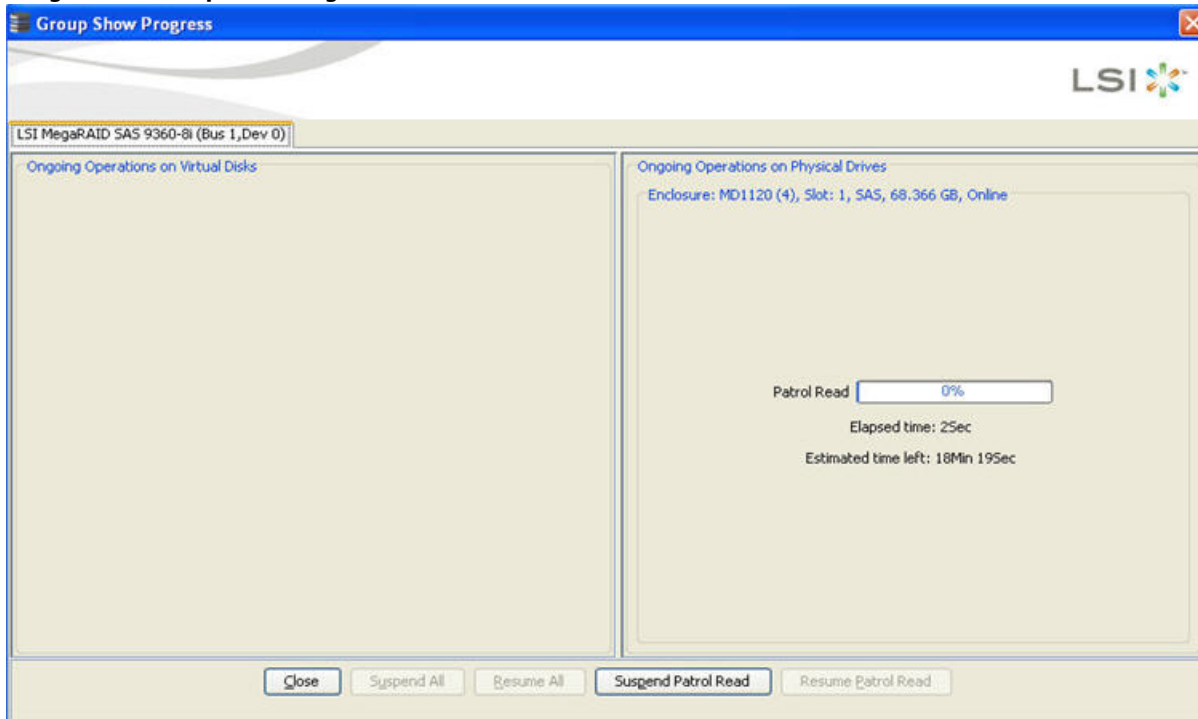 Group Show Progress
LSI
LSI MegaRAID SAS 9360-8i (Bus 1,Dev 0)
Ongoing Operations on Virtual Disks
Ongoing Operations on Physical Drives
Enclosure: MD1120 (4), Slot: 1, SAS, 68.366 GB, Online
Patrol Read 0%
Elapsed time: 2Sec
Estimated time left: 18Min 19Sec
Close Suspend All Resume All Suspend Patrol Read Resume Patrol Read